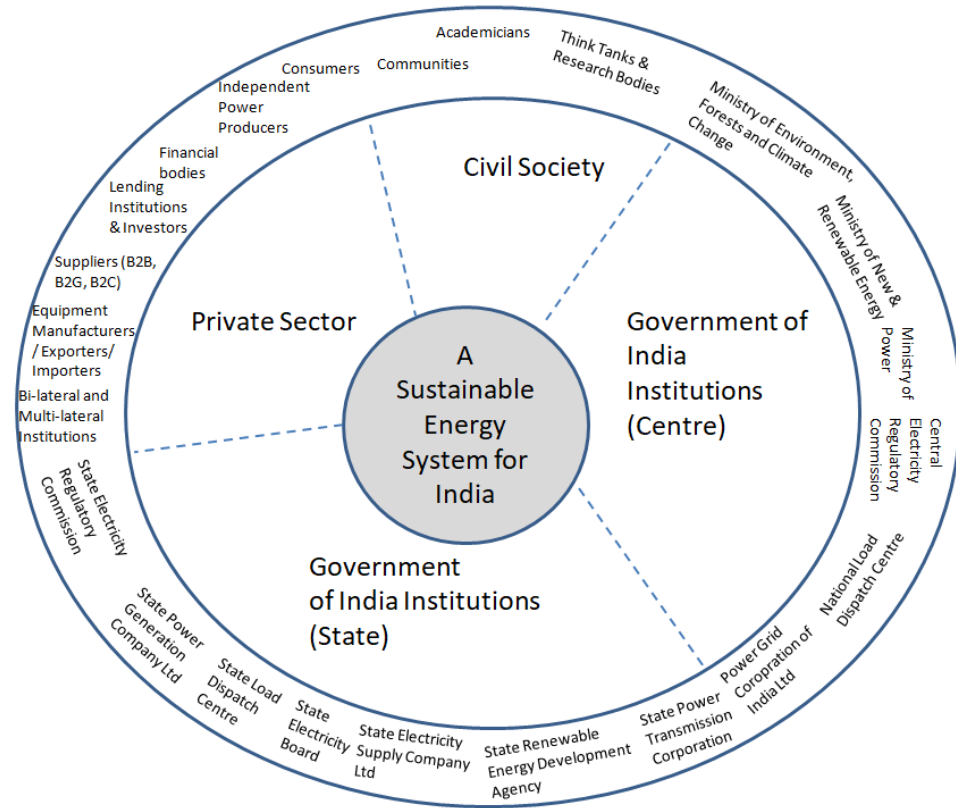 Academicians
Think Tanks &
Research Bodies
Communities
Consumers
Independent
Power
Producers
Financial
bodies
Lending
Institutions
& Investors
Suppliers (B2B,
B2G, B2C)
Equipment
Manufacturers
/ Exporters/
Importers
Bi-lateral and
Multi-lateral
Institutions
Ministry of Environment,
Forests and Climate
Change
Ministry of New &
Renewable Energy
Ministry of
Power
Central
Electricity
Regulatory
Commission
National Load
Dispatch Centre
Power Grid
Coropration of
India Ltd
State Power
Transmission
Corporation
State Renewable
Energy Development
Agency
State Electricity
Supply Company
Ltd
State
Electricity
Board
State Load
Dispatch
Centre
State Power
Generation
Company Ltd
State Electricity
Regulatory
Commission
Civil Society
Private Sector
Government of
India
Institutions
(Centre)
Government
of India Institutions
(State)
A
Sustainable
Energy
System for
India